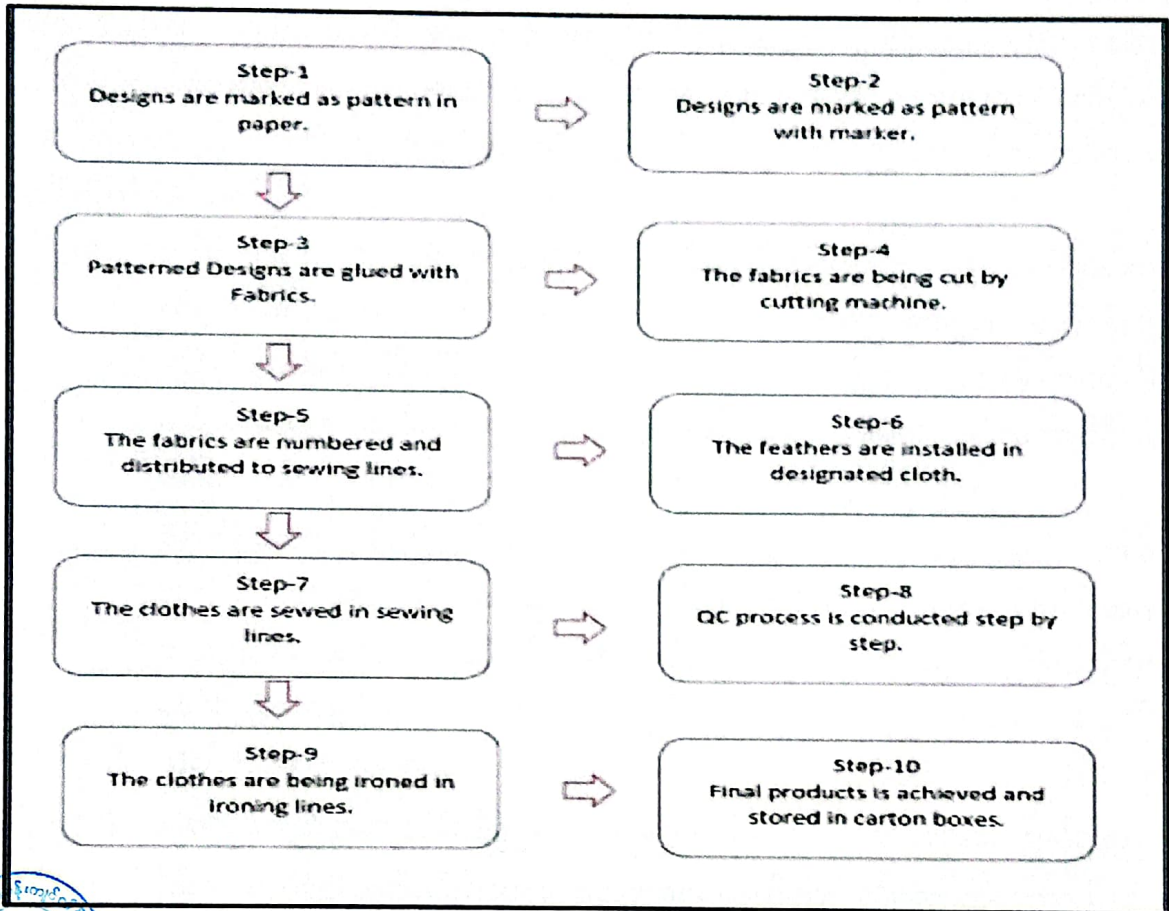 Step-1
Designs are marked as pattern in
paper.
Step-2
Designs are marked as pattern
with marker.
Step-3
Patterned Designs are glued with
Fabrics.
Step-4
The fabrics are being cut by
cutting machine.
Step-5
The fabrics are numbered and
distributed to sewing lines.
Step-6
The feathers are installed in
designated cloth.
Step-7
The clothes are sewed in sewing
lines.
Step-8
QC process is conducted step by
step.
Step-9
The clothes are being ironed in
ironing lines.
Step-10
Final products is achieved and
stored in carton boxes.